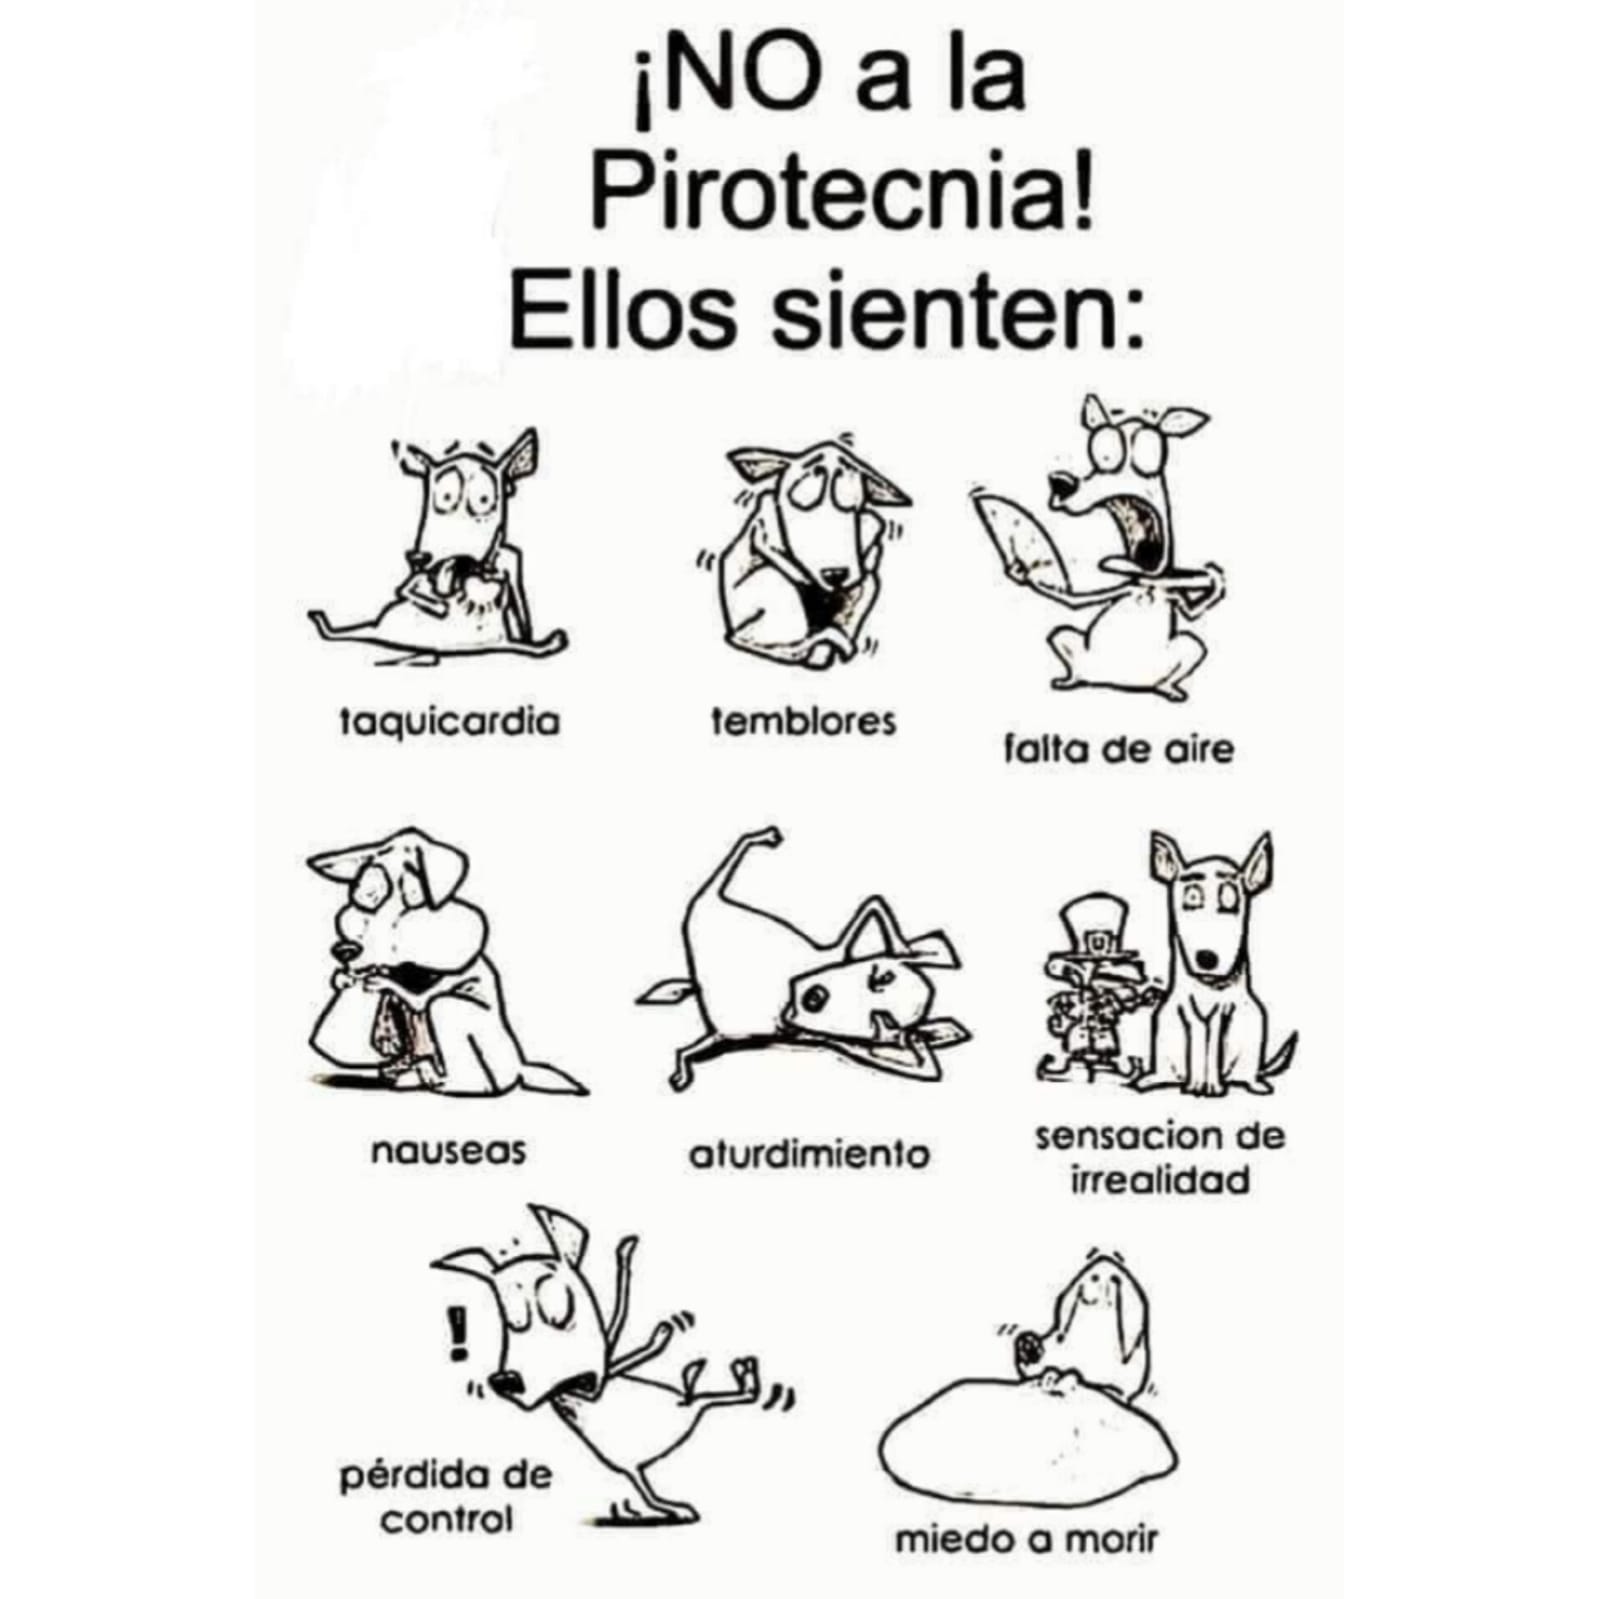 ¡NO a la
Pirotecnia!
Ellos sienten:
taquicardia
temblores
falta de aire
nauseas
aturdimiento
sensacion de
irrealidad
!
pérdida de
control
miedo a morir